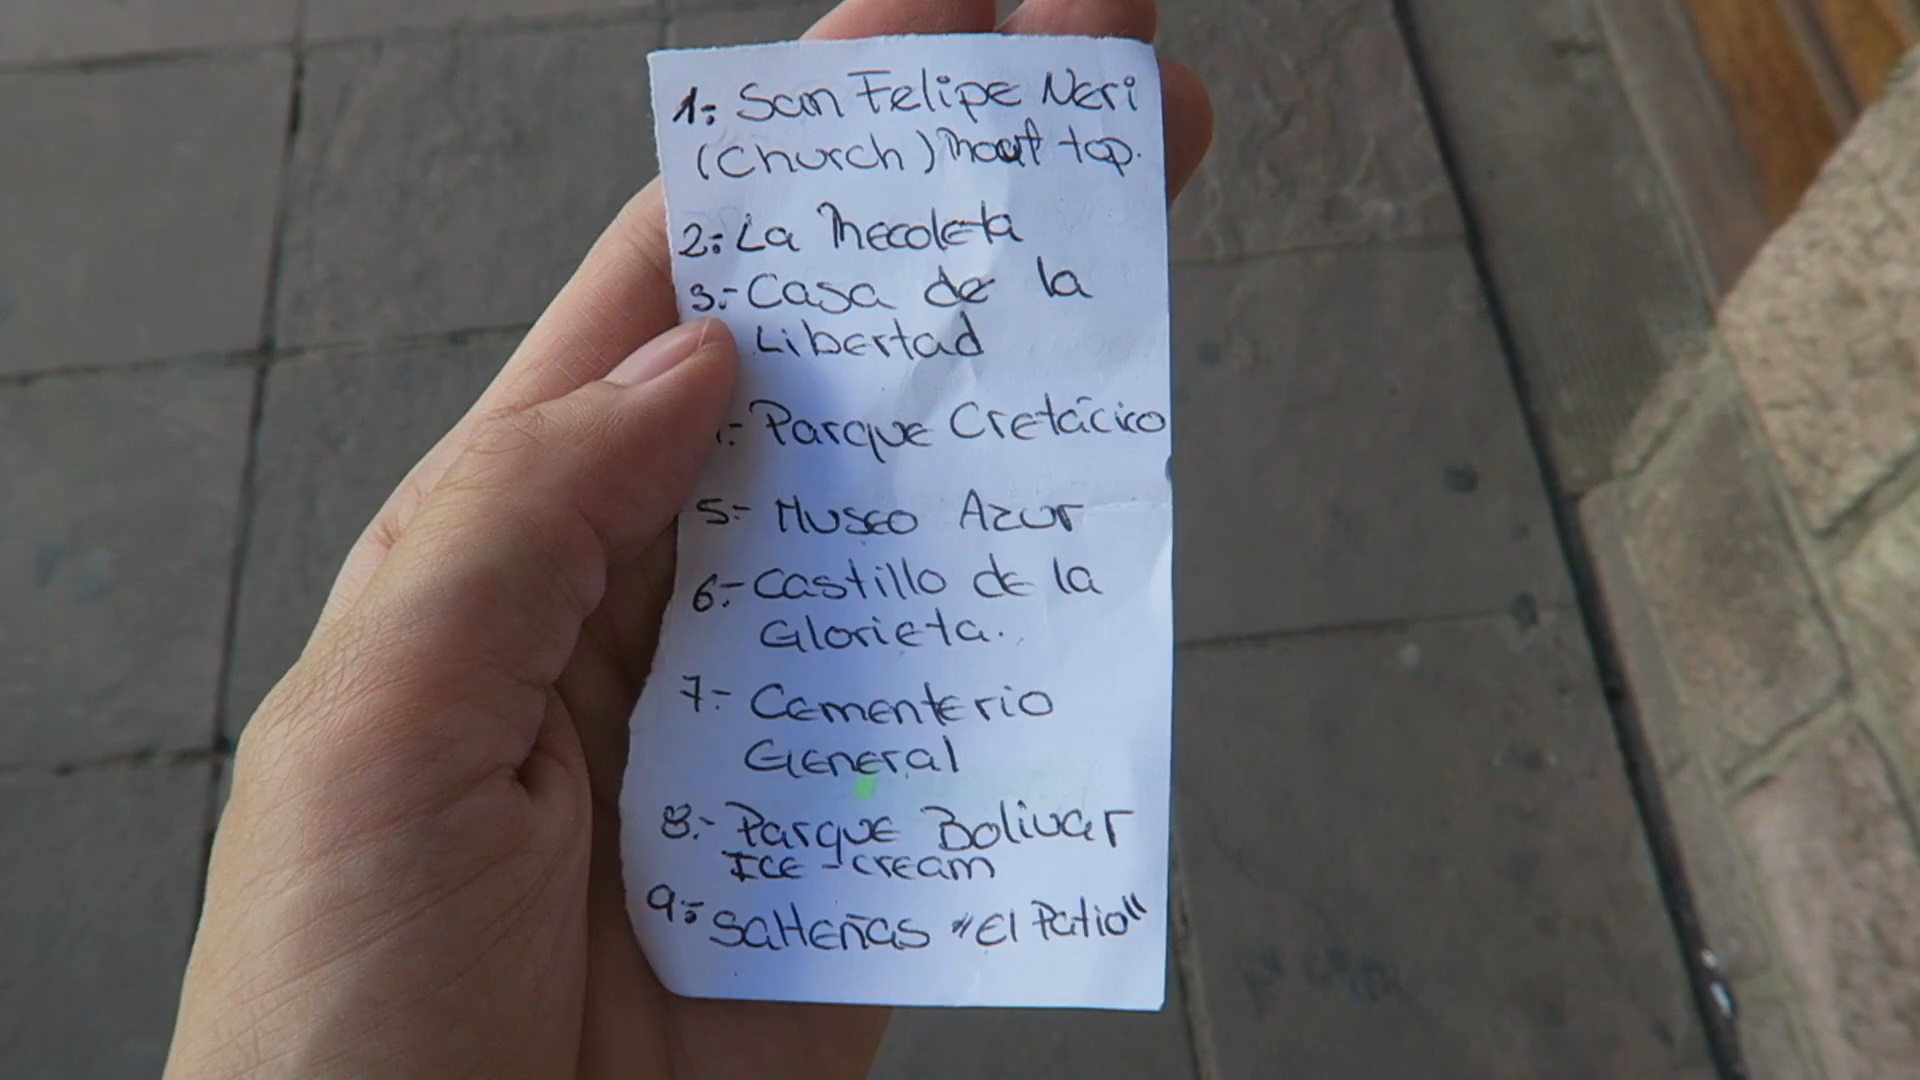 1.- San Felipe Neri
(Church) Roof top.
2.- La Recoleta
3.- Casa de la
Libertad
.- Parque Cretácico
5.- Museo Azur
6.- Castillo de la
Glorieta.
7.- Cementerio
General
8.- Parque Bolivar
ICE-cream
9.- Salteñas "El Patio"